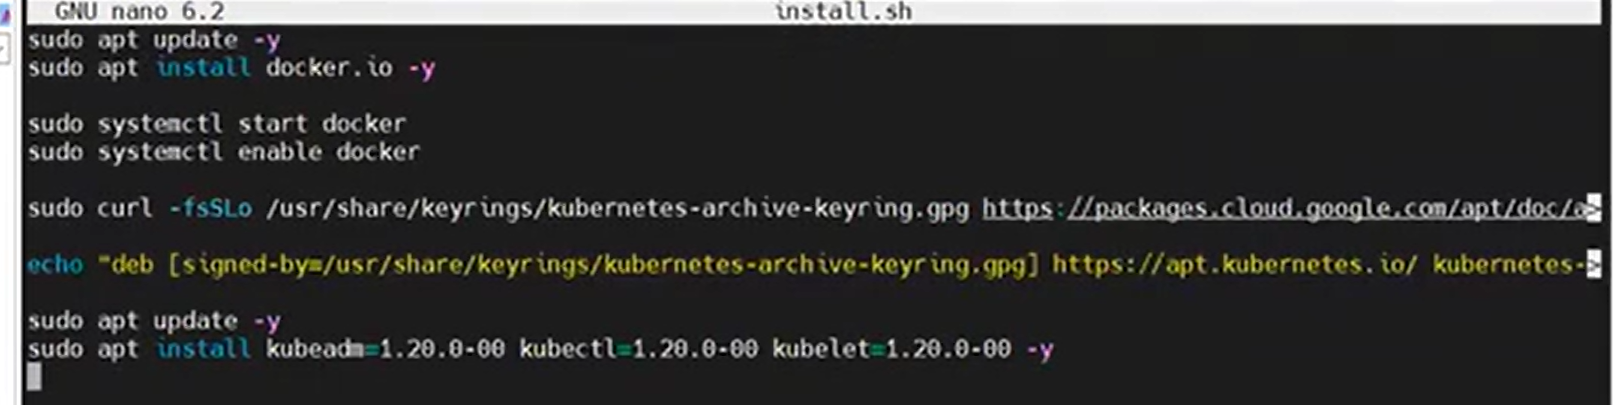 GNU nano 6.2 install.sh
sudo apt update -y
sudo apt install docker.io -y
sudo systemctl start docker
sudo systemctl enable docker
sudo curl -fsSLo /usr/share/keyrings/kubernetes-archive-keyring.gpg https://packages.cloud.google.com/apt/doc/a>
echo "deb [signed-by=/usr/share/keyrings/kubernetes-archive-keyring.gpg] https://apt.kubernetes.io/ kubernetes->
sudo apt update -y
sudo apt install kubeadm=1.20.0-00 kubectl=1.20.0-00 kubelet=1.20.0-00 -y